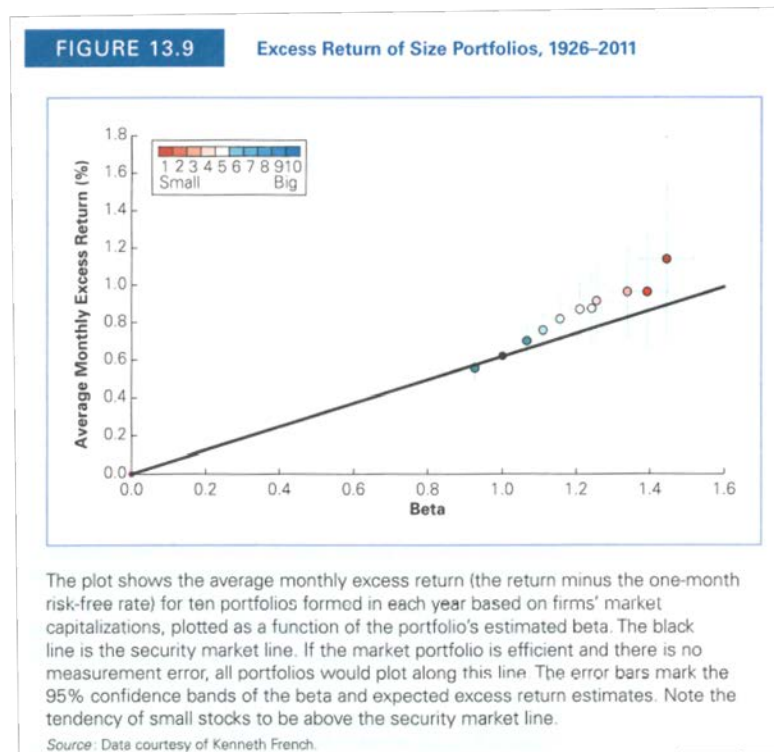 FIGURE 13.9
Excess Return of Size Portfolios, 1926–2011
1.8
1.6
1.4
1.2
1.0
0.8
0.6
0.4
0.2
0.0
Average Monthly Excess Return (%)
1 2 3 4 5 6 7 8 9 10
Small Big
0.0 0.2 0.4 0.6 0.8 1.0 1.2 1.4 1.6
Beta
The plot shows the average monthly excess return (the return minus the one-month
risk-free rate) for ten portfolios formed in each year based on firms' market
capitalizations, plotted as a function of the portfolio's estimated beta. The black
line is the security market line. If the market portfolio is efficient and there is no
measurement error, all portfolios would plot along this line. The error bars mark the
95% confidence bands of the beta and expected excess return estimates. Note the
tendency of small stocks to be above the security market line.
Source: Data courtesy of Kenneth French.